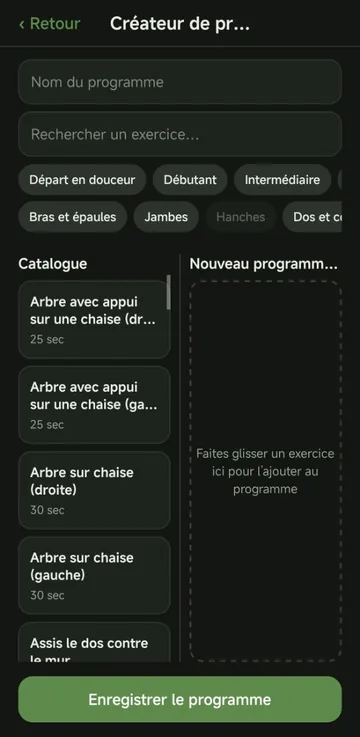 ‹ Retour
Créateur de pr...
Nom du programme
Rechercher un exercice...
Départ en douceur
Débutant
Intermédiaire
Bras et épaules
Jambes
Hanches
Dos et c
Catalogue
Nouveau programm...
Arbre avec appui
sur une chaise (dr...
25 sec
Arbre avec appui
sur une chaise (ga...
25 sec
Arbre sur chaise
(droite)
30 sec
Arbre sur chaise
(gauche)
30 sec
Assis le dos contre
le mur
Faites glisser un exercice
ici pour l'ajouter au
programme
Enregistrer le programme